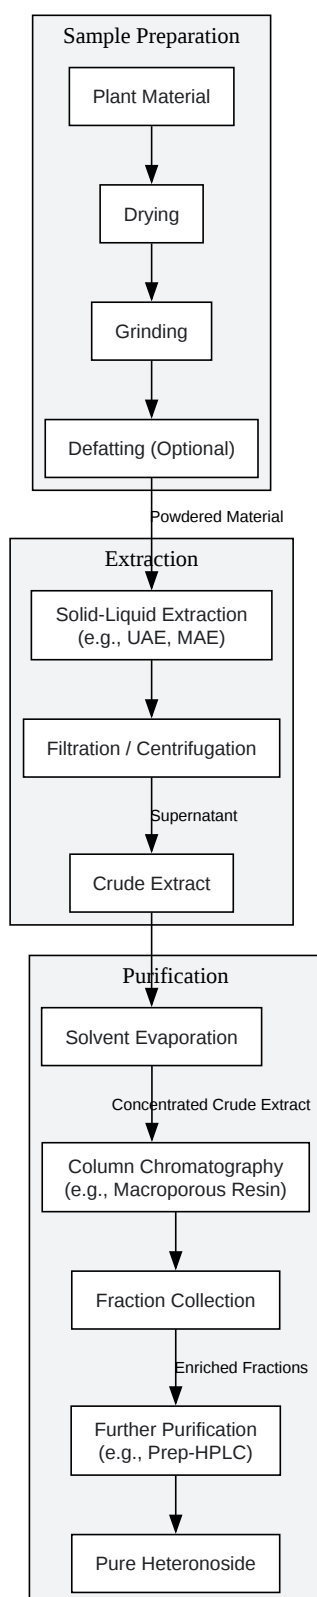 Sample Preparation
Plant Material
Drying
Grinding
Defatting (Optional)
Powdered Material
Extraction
Solid-Liquid Extraction
(e.g., UAE, MAE)
Filtration / Centrifugation
Supernatant
Crude Extract
Purification
Solvent Evaporation
Concentrated Crude Extract
Column Chromatography
(e.g., Macroporous Resin)
Fraction Collection
Enriched Fractions
Further Purification
(e.g., Prep-HPLC)
Pure Heteronoside